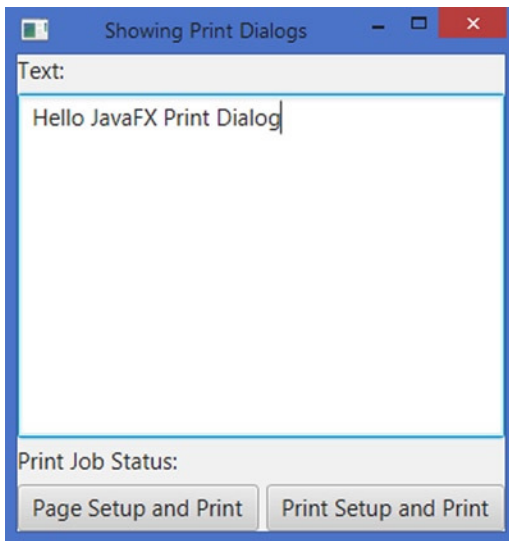 Showing Print Dialogs
Text:
Hello JavaFX Print Dialog
Print Job Status:
Page Setup and Print Print Setup and Print